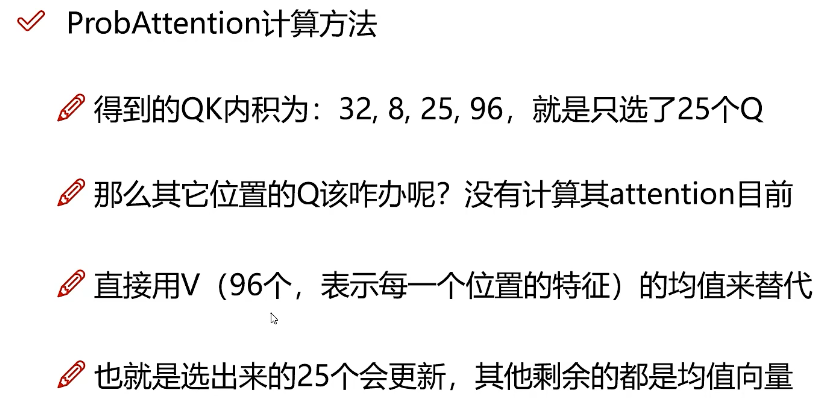 ProbAttention计算方法
得到的QK内积为：32, 8, 25, 96，就是只选了25个Q
那么其它位置的Q该咋办呢？没有计算其attention目前
直接用V（96个，表示每一个位置的特征）的均值来替代
也就是选出来的25个会更新，其他剩余的都是均值向量